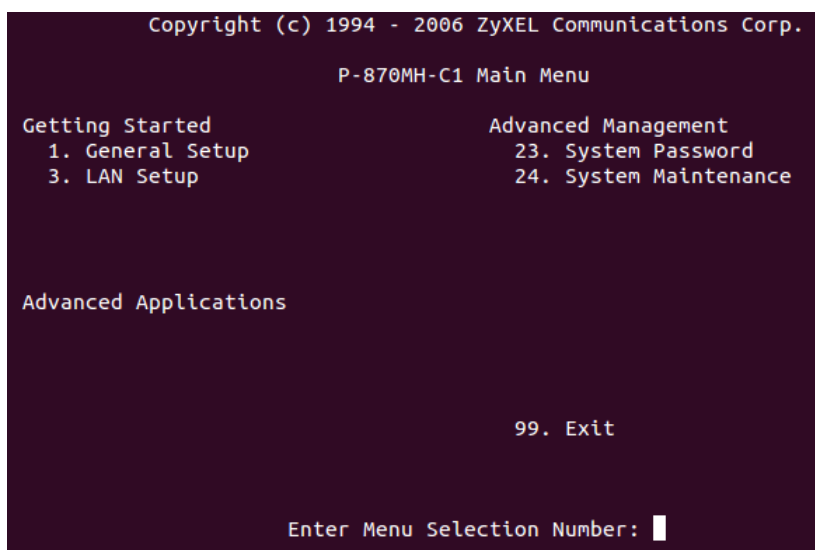 Copyright (c) 1994 - 2006 ZyXEL Communications Corp.
P-870MH-C1 Main Menu
Getting Started
1. General Setup
3. LAN Setup
Advanced Management
23. System Password
24. System Maintenance
Advanced Applications
99. Exit
Enter Menu Selection Number: